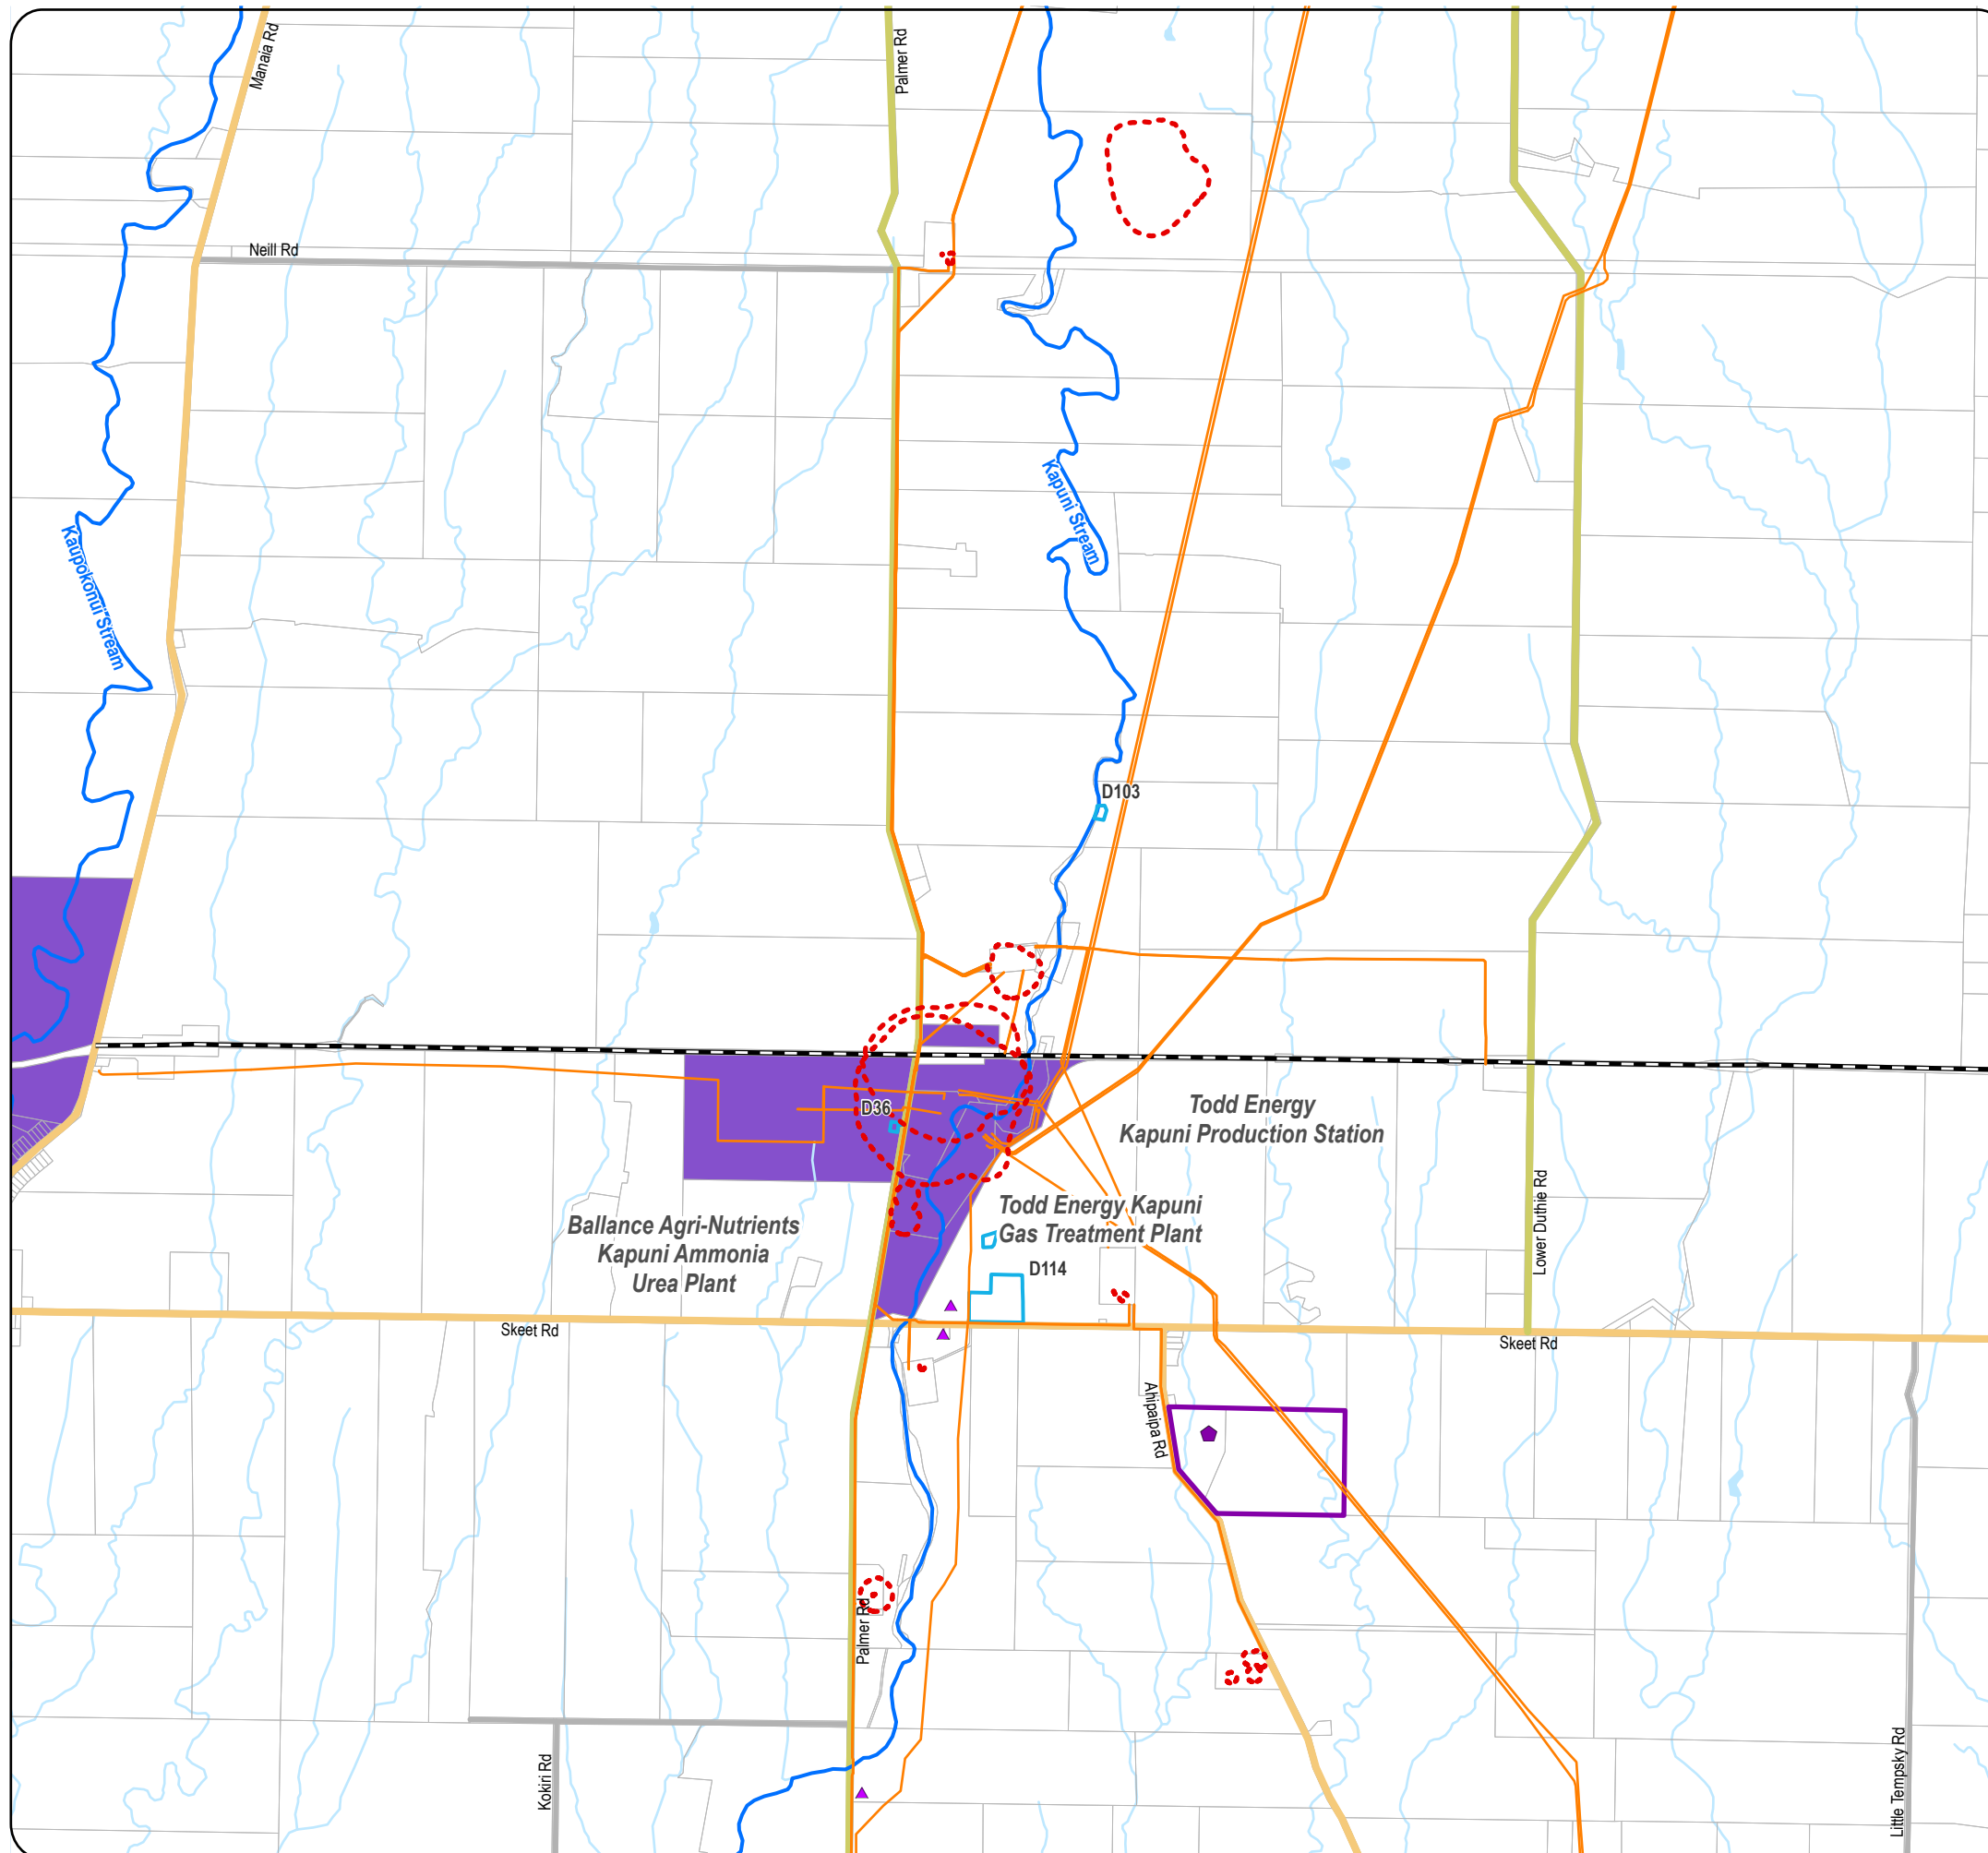 Manaia Rd
Palmer Rd
Neill Rd
Kapuni Stream
Kaupokonui Stream
D103
D36
Todd Energy
Kapuni Production Station
Lower Duthie Rd
Todd Energy Kapuni
Gas Treatment Plant
Ballance Agri-Nutrients
Kapuni Ammonia
Urea Plant
D114
Skeet Rd
Skeet Rd
Ahipaipa Rd
Palmer Rd
Kokiri Rd
Little Tempsky Rd